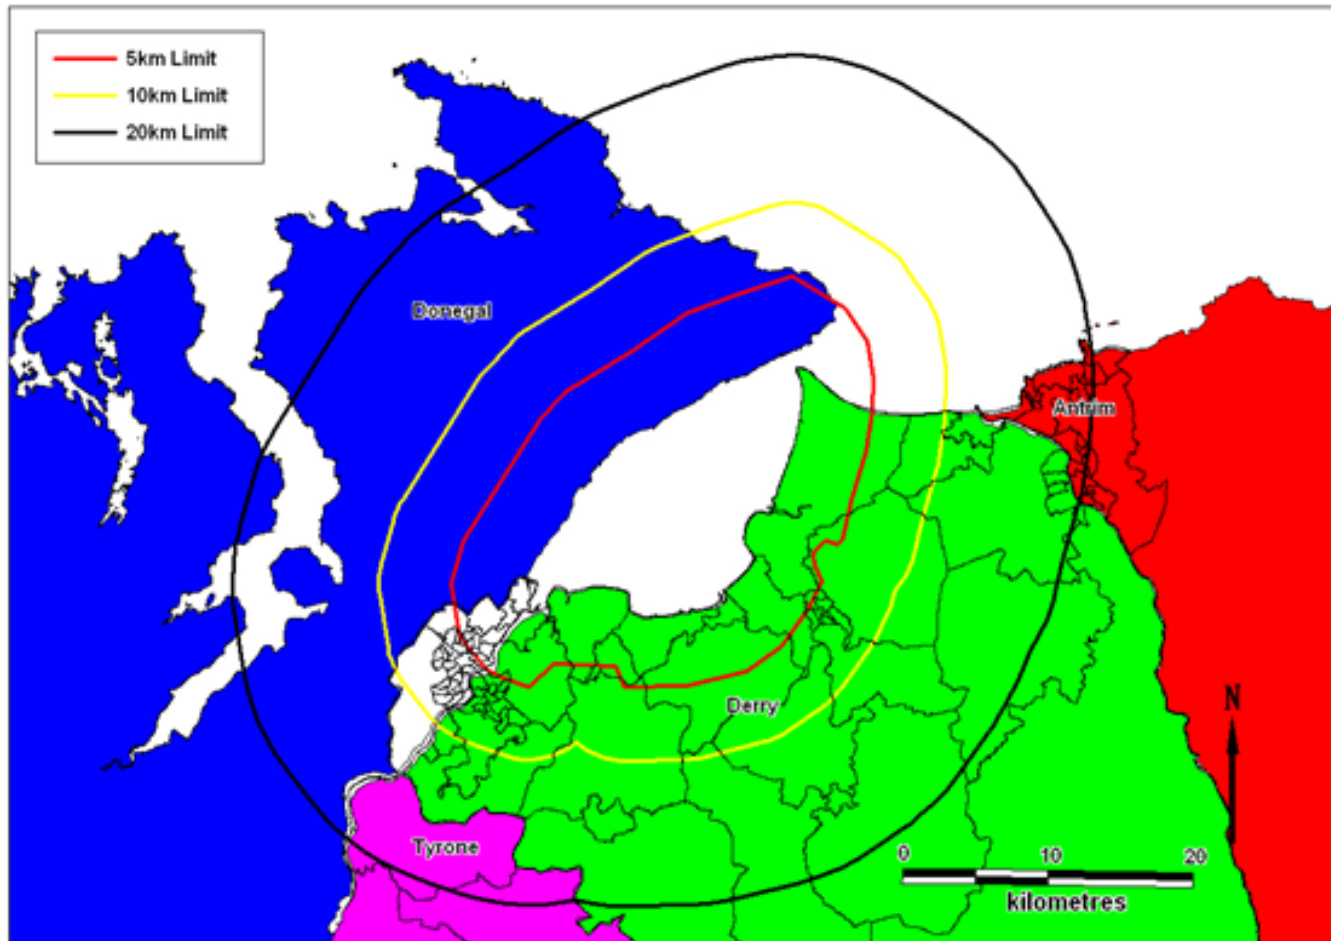 5km Limit
10km Limit
20km Limit
Donegal
Antrim
Derry
N
Tyrone
0 10 20
kilometres